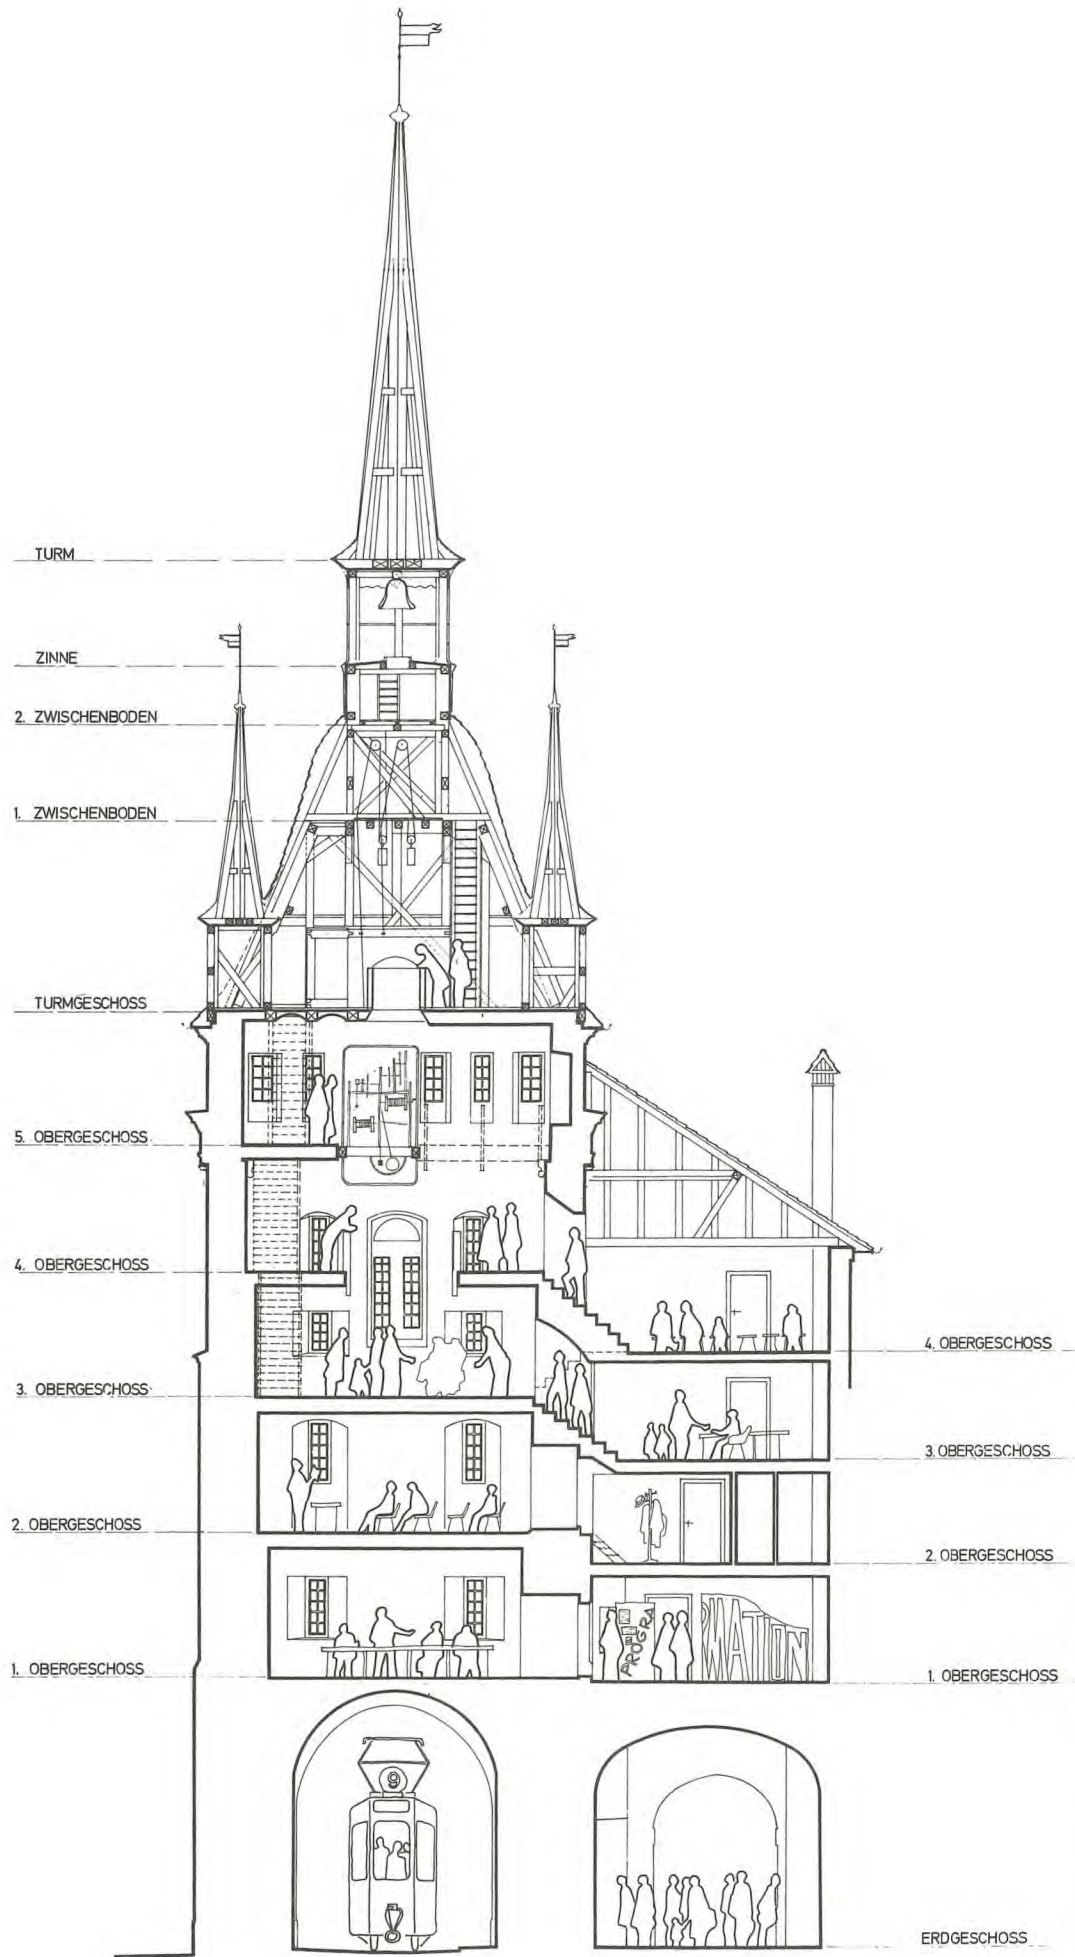 TURM
ZINNE
2. ZWISCHENBODEN
1. ZWISCHENBODEN
TURMGESCHOSS
5. OBERGESCHOSS
4. OBERGESCHOSS
4. OBERGESCHOSS
3. OBERGESCHOSS
3. OBERGESCHOSS
2. OBERGESCHOSS
2. OBERGESCHOSS
PROGRA
RMATION
1. OBERGESCHOSS
1. OBERGESCHOSS
9
ERDGESCHOSS